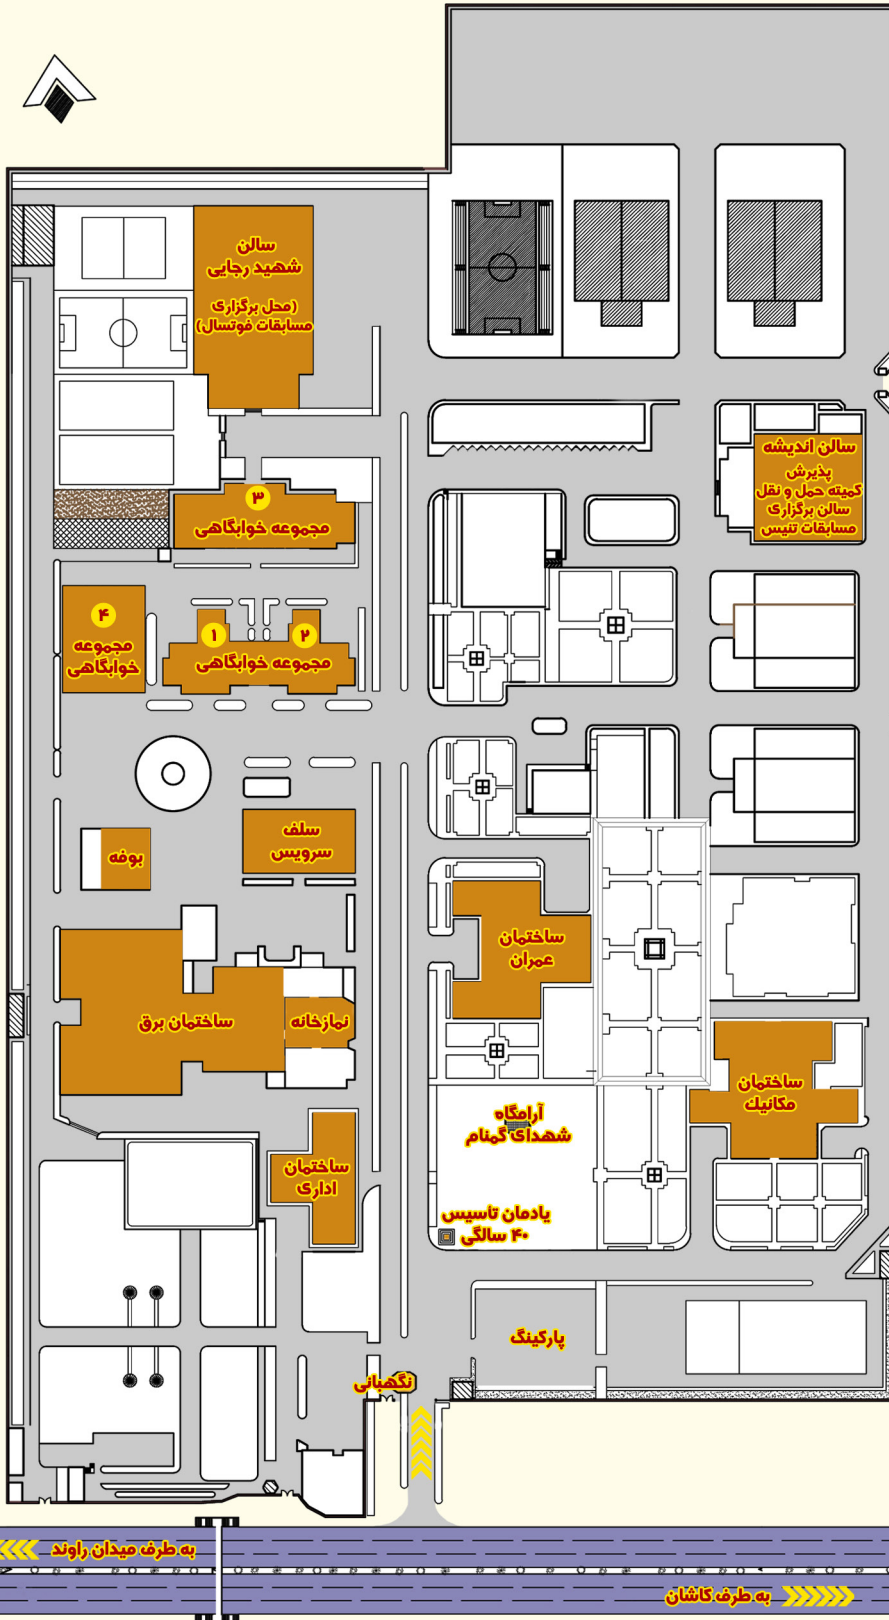 سالن
شهید رجایی
(محل برگزاری
مسابقات فوتسال)
سالن اندیشه
پذیرش
کمیته حمل و نقل
سالن برگزاری
مسابقات تنیس
۳
مجموعه خوابگاهی
۴
مجموعه
خوابگاهی
۱
۲
مجموعه خوابگاهی
سلف
سرویس
بوفه
ساختمان
عمران
ساختمان برق
نمازخانه
ساختمان
مکانیک
آرامگاه
شهدای گمنام
ساختمان
اداری
یادمان تاسیس
۴۰ سالگی
پارکینگ
نگهبانی
به طرف میدان راوند
به طرف کاشان